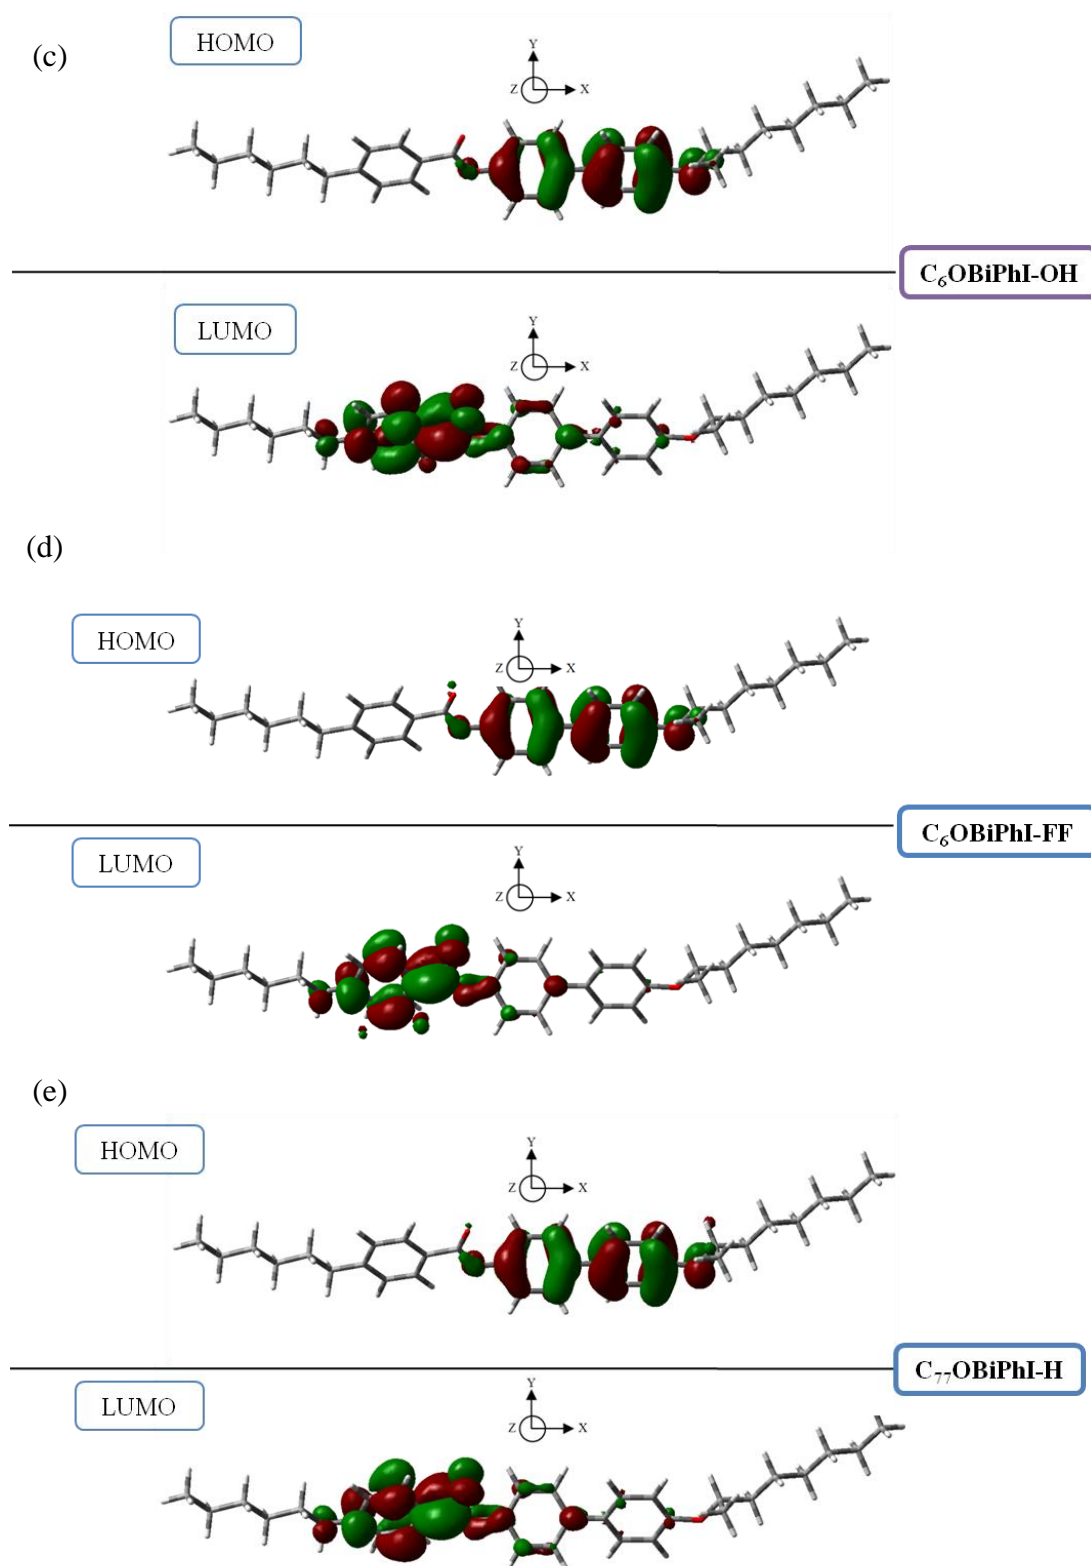 (c)
HOMO
Y
Z X
C₆OBiPhI-OH
LUMO
Y
Z X
(d)
HOMO
Y
Z X
C₆OBiPhI-FF
LUMO
Y
Z X
(e)
HOMO
Y
Z X
C₇₇OBiPhI-H
LUMO
Y
Z X